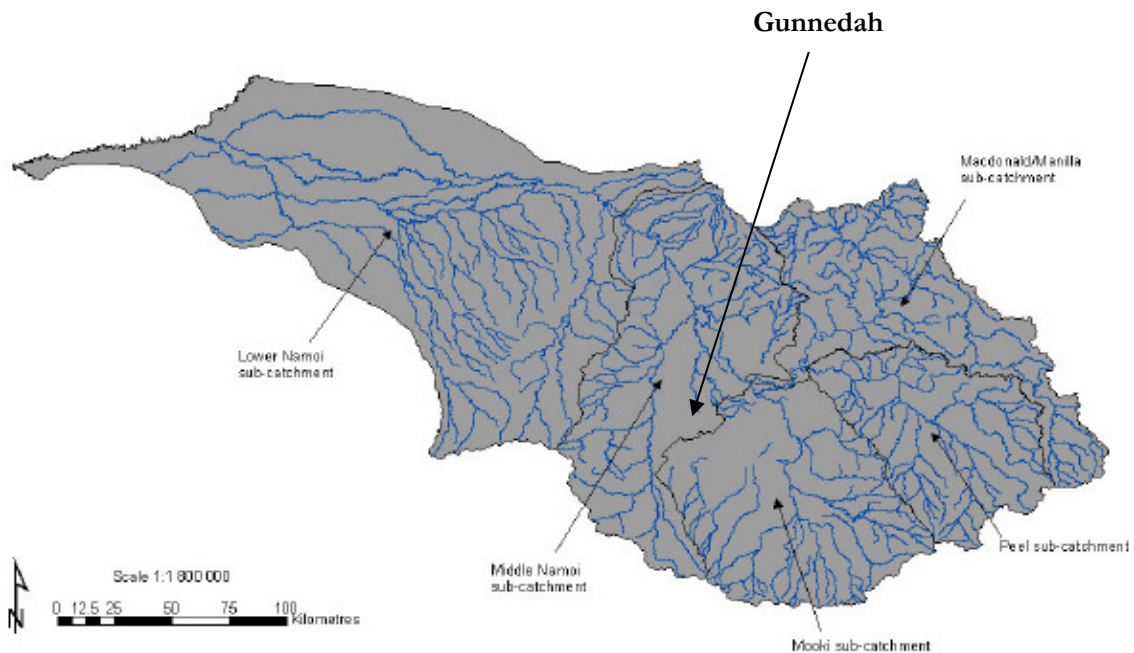 Gunnedah
Macdonald/Manilla
sub-catchment
Lower Namoi
sub-catchment
Middle Namoi
sub-catchment
Peel sub-catchment
Mooki sub-catchment
Scale 1:1 800 000
0 12.5 25 50 75 100
Kilometres
N